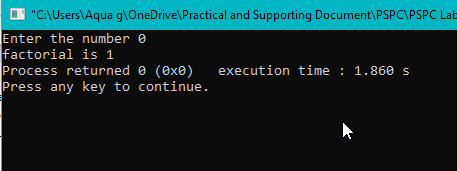 "C:\Users\Aqua g\OneDrive\Practical and Supporting Document\PSPC\PSPC Lab
Enter the number 0
factorial is 1
Process returned 0 (0x0)   execution time : 1.860 s
Press any key to continue.